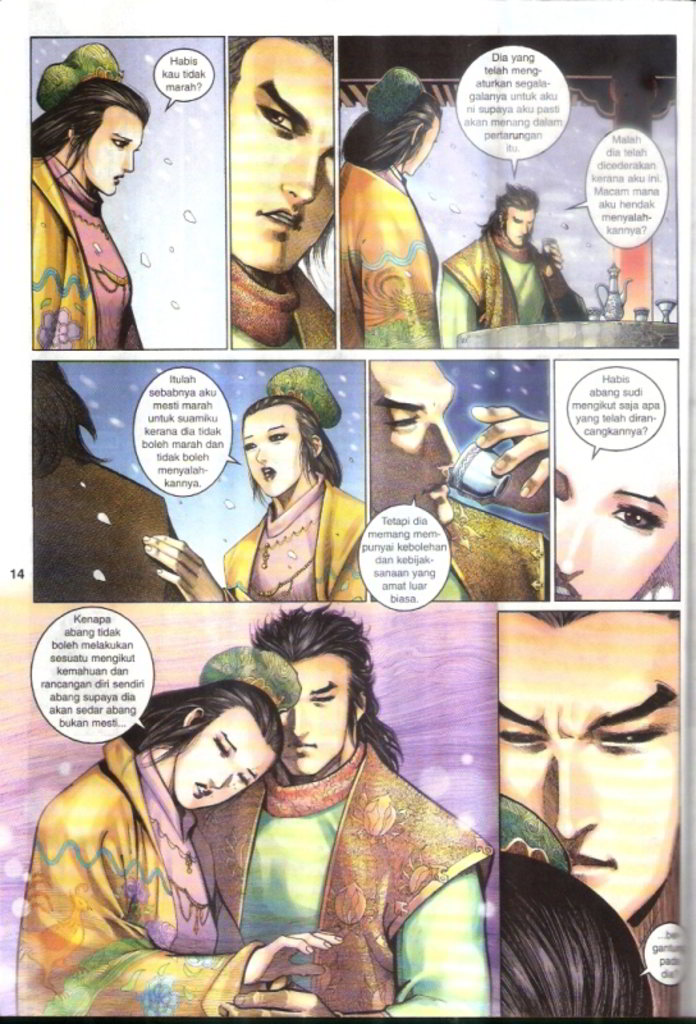 Habis
kau tidak
marah?
Dia yang
telah meng-
aturkan segala-
galanya untuk aku
ni supaya aku pasti
akan menang dalam
pertarungan
itu.
Malah
dia telah
dicederakan
kerana aku ini.
Macam mana
aku hendak
menyalah-
kannya?
Itulah
sebabnya aku
mesti marah
untuk suamiku
kerana dia tidak
boleh marah dan
tidak boleh
menyalah-
kannya.
Tetapi dia
memang mem-
punyai kebolehan
dan kebijak-
sanaan yang
amat luar
biasa.
Habis
abang sudi
mengikut saja apa
yang telah diran-
cangkannya?
14
Kenapa
abang tidak
boleh melakukan
sesuatu mengikut
kemahuan dan
rancangan diri sendiri
abang supaya dia
akan sedar abang
bukan mesti...
...ber
gantung
pada
dia?